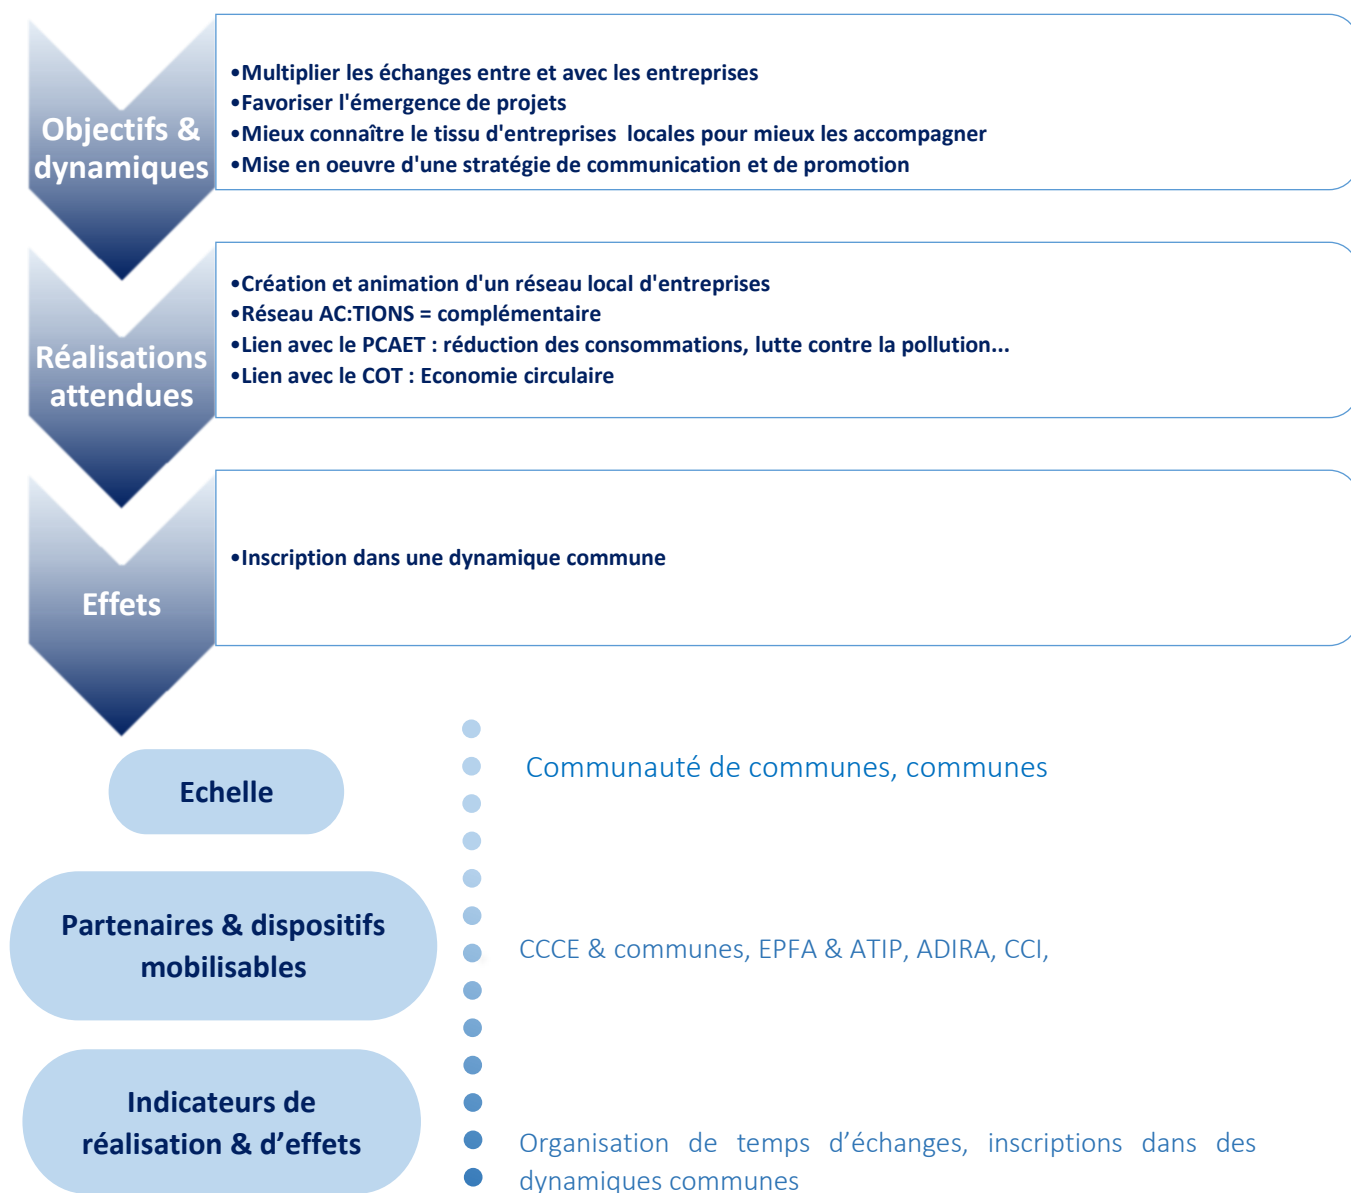 Objectifs &
dynamiques
•Multiplier les échanges entre et avec les entreprises
•Favoriser l'émergence de projets
•Mieux connaître le tissu d'entreprises  locales pour mieux les accompagner
•Mise en oeuvre d'une stratégie de communication et de promotion
Réalisations
attendues
•Création et animation d'un réseau local d'entreprises
•Réseau AC:TIONS = complémentaire
•Lien avec le PCAET : réduction des consommations, lutte contre la pollution...
•Lien avec le COT : Economie circulaire
Effets
•Inscription dans une dynamique commune
Echelle
Communauté de communes, communes
Partenaires & dispositifs
mobilisables
CCCE & communes, EPFA & ATIP, ADIRA, CCI,
Indicateurs de
réalisation & d’effets
Organisation de temps d’échanges, inscriptions dans des
dynamiques communes